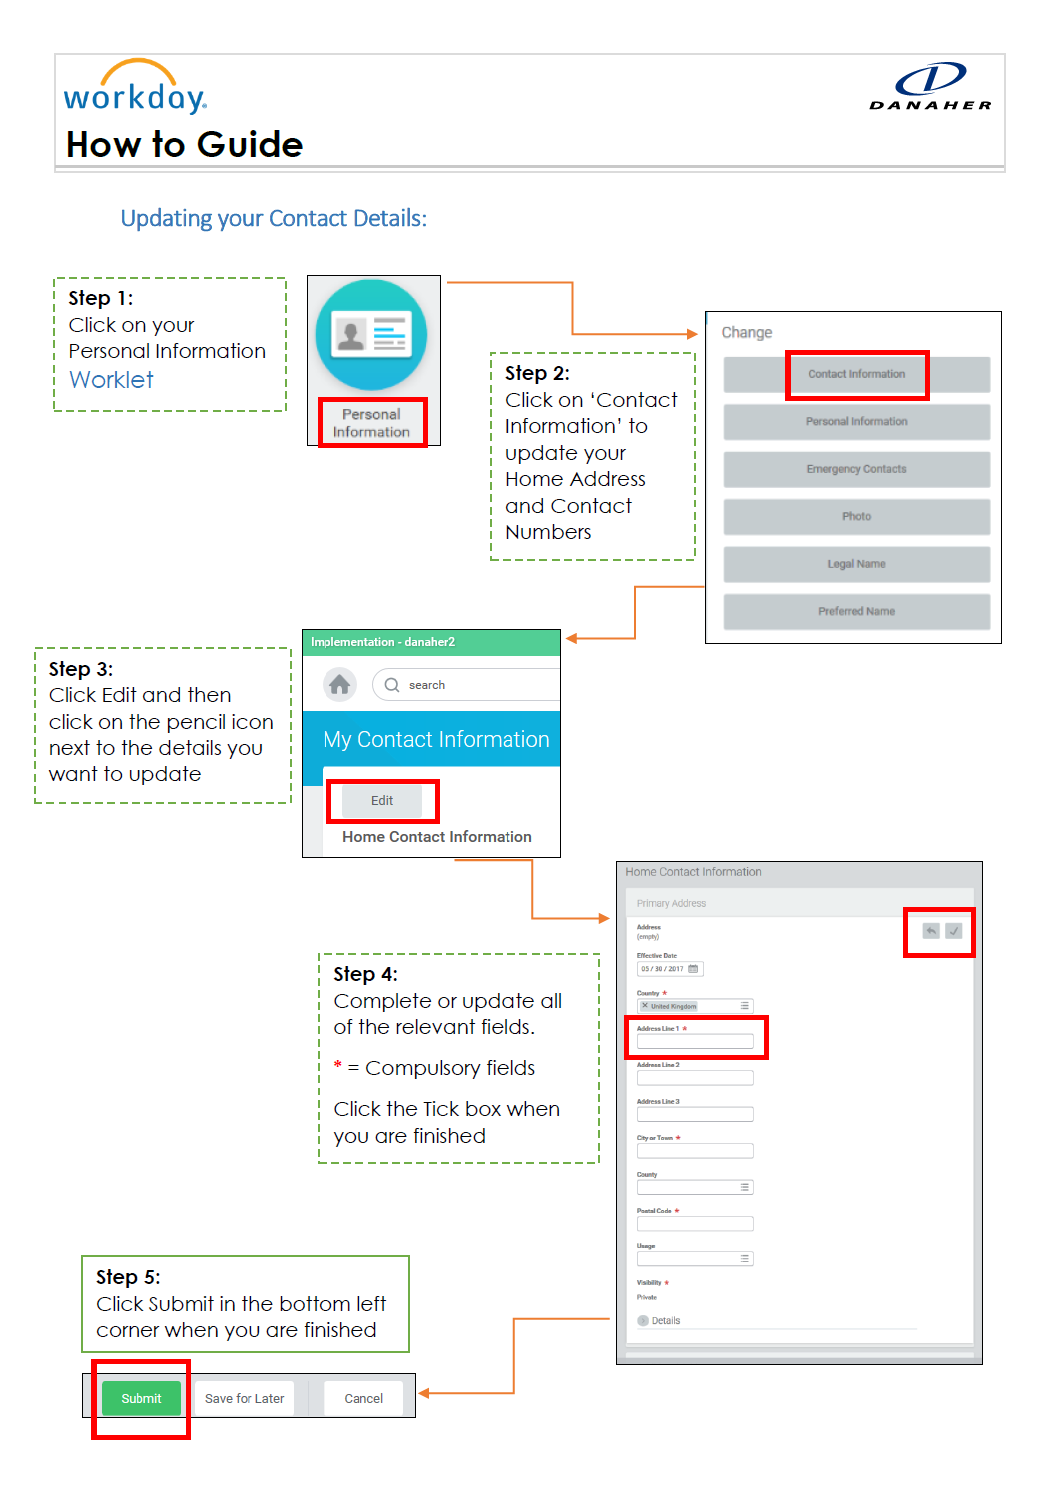 workday.
DANAHER
How to Guide
Updating your Contact Details:
Step 1:
Click on your
Personal Information
Worklet
Personal
Information
Step 2:
Click on ‘Contact
Information’ to
update your
Home Address
and Contact
Numbers
Change
Contact Information
Personal Information
Emergency Contacts
Photo
Legal Name
Preferred Name
Step 3:
Click Edit and then
click on the pencil icon
next to the details you
want to update
Implementation - danaher2
search
My Contact Information
Edit
Home Contact Information
Step 4:
Complete or update all
of the relevant fields.
* = Compulsory fields
Click the Tick box when
you are finished
Home Contact Information
Primary Address
Address
(empty)
Effective Date
05 / 30 / 2017
Country *
× United Kingdom
Address Line 1 *
Address Line 2
Address Line 3
City or Town *
County
Postal Code *
Usage
Visibility *
Private
Details
Step 5:
Click Submit in the bottom left
corner when you are finished
Submit
Save for Later
Cancel